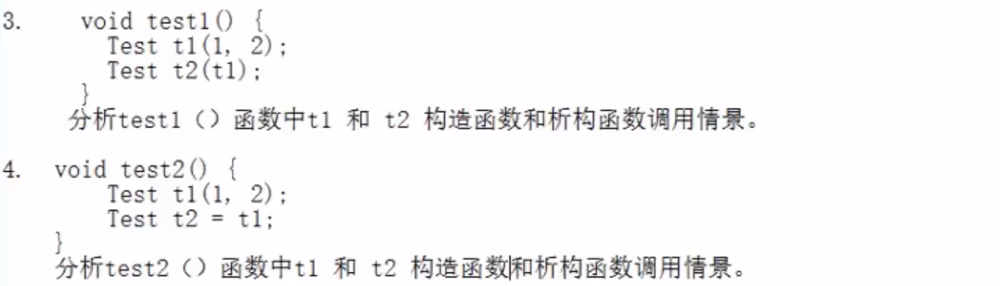 3. void test1() {
Test t1(1, 2);
Test t2(t1);
}
分析test1（）函数中t1 和 t2 构造函数和析构函数调用情景。
4. void test2() {
Test t1(1, 2);
Test t2 = t1;
}
分析test2（）函数中t1 和 t2 构造函数和析构函数调用情景。